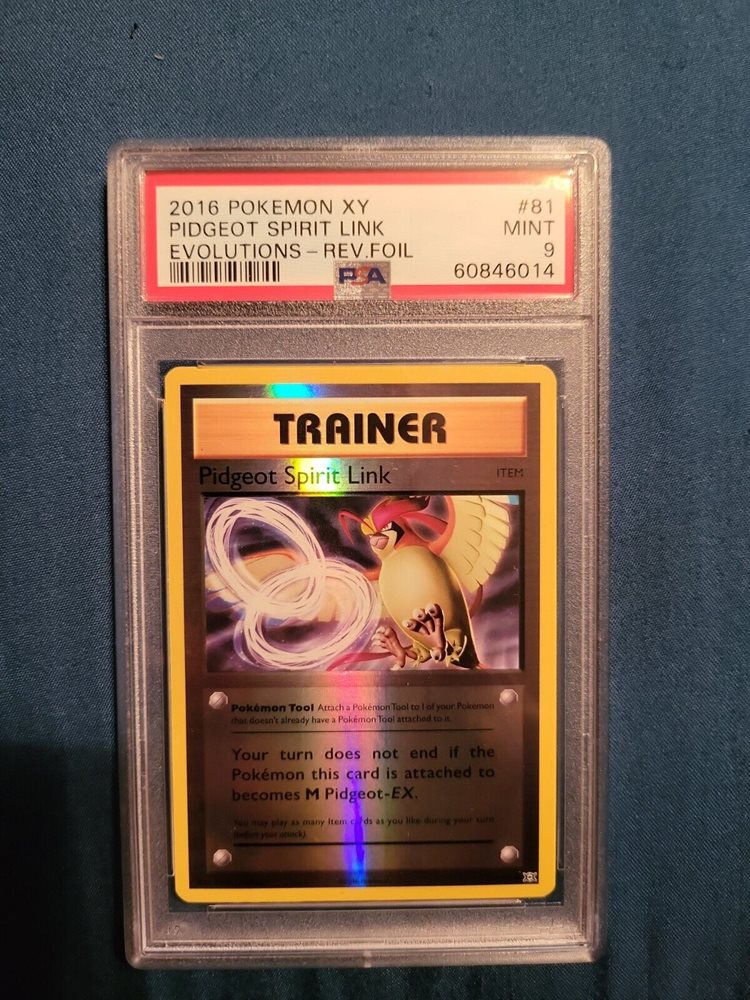 2016 POKEMON XY #81
PIDGEOT SPIRIT LINK MINT
EVOLUTIONS - REV.FOIL 9
PSA 60846014
TRAINER
Pidgeot Spirit Link ITEM
Pokémon Tool Attach a Pokémon Tool to 1 of your Pokémon
that doesn't already have a Pokémon Tool attached to it.
Your turn does not end if the
Pokémon this card is attached to
becomes M Pidgeot-EX.
You may play as many Item cards as you like during your turn
(before your attack).